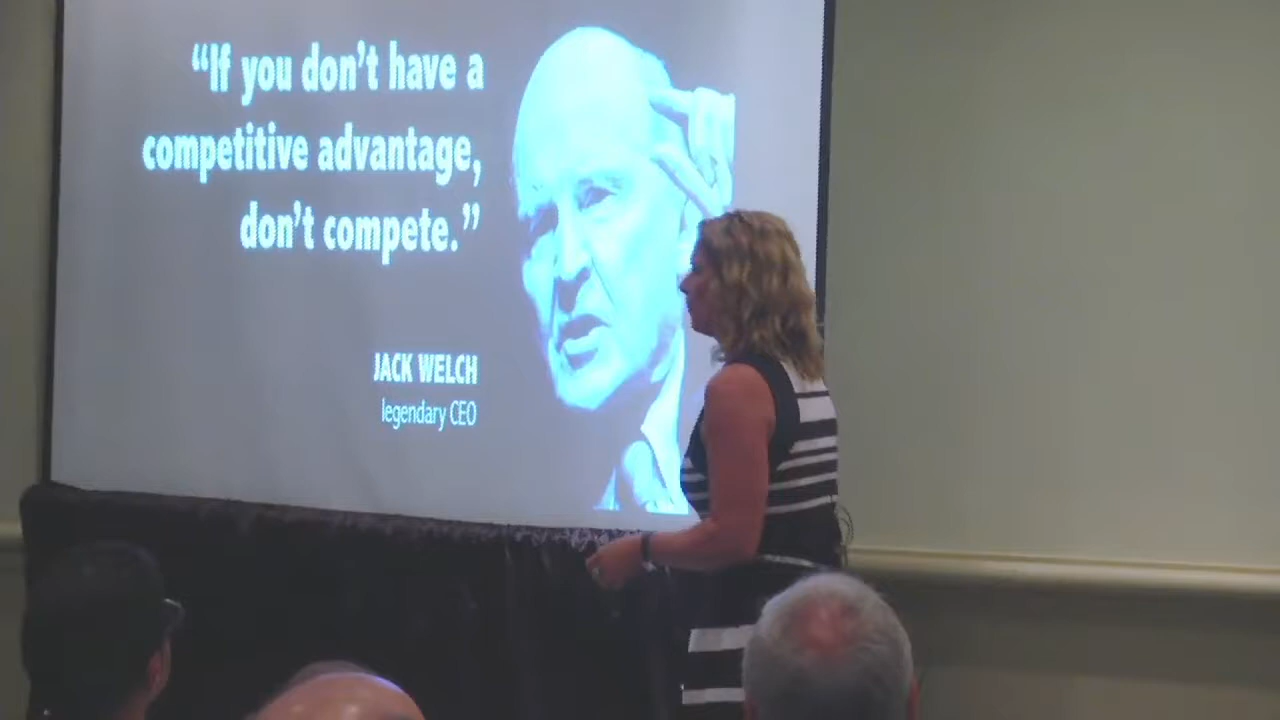 “If you don’t have a
competitive advantage,
don’t compete.”
JACK WELCH
legendary CEO